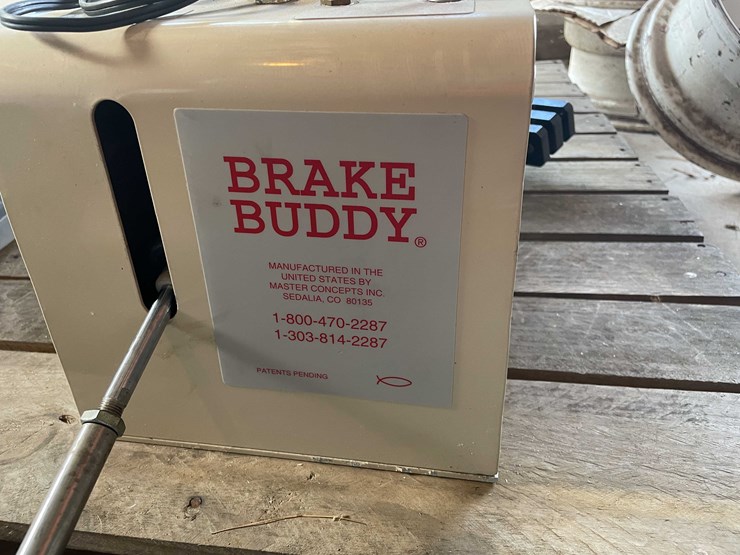 BRAKE
BUDDY®
MANUFACTURED IN THE
UNITED STATES BY
MASTER CONCEPTS INC.
SEDALIA, CO 80135
1-800-470-2287
1-303-814-2287
PATENTS PENDING